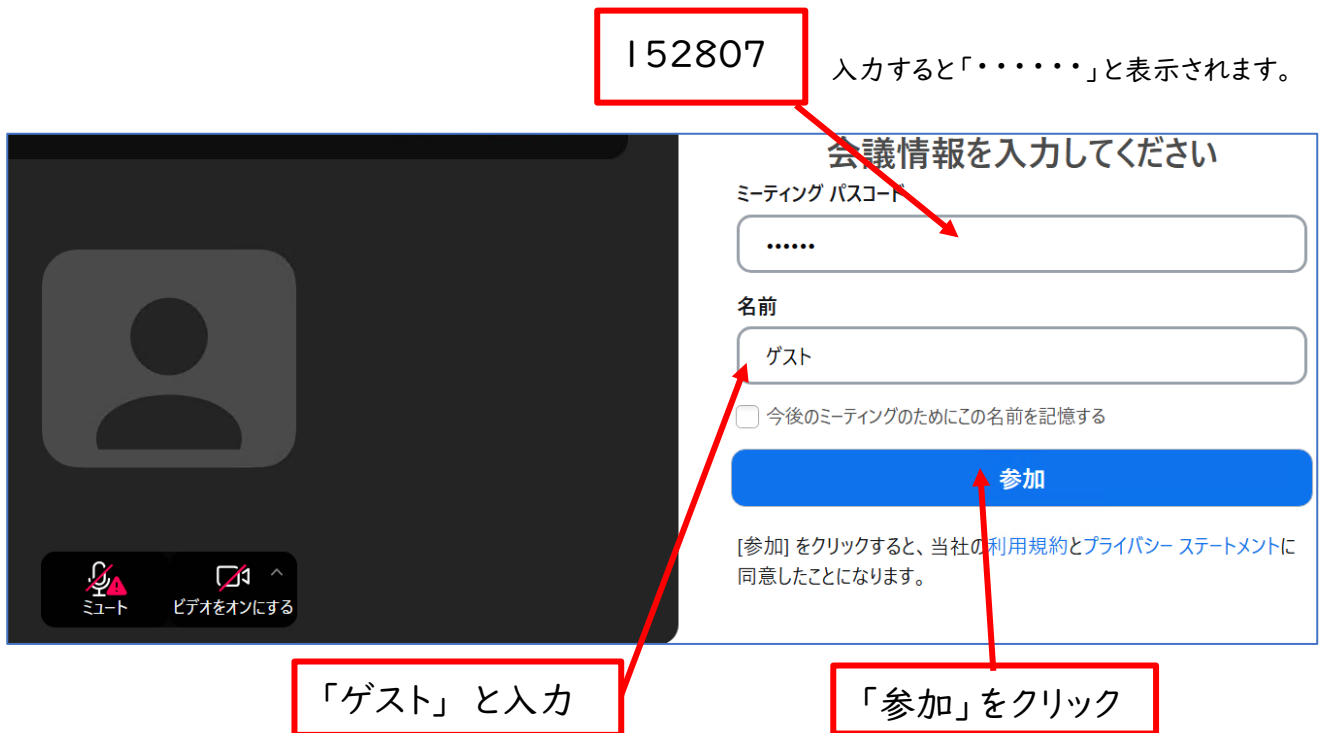 152807
入力すると「・・・・・・」と表示されます。
会議情報を入力してください
ミーティング パスコード
••••••
名前
ゲスト
今後のミーティングのためにこの名前を記憶する
参加
[参加] をクリックすると、当社の利用規約とプライバシー ステートメントに
同意したことになります。
ミュート
ビデオをオンにする
「ゲスト」 と入力
「参加」をクリック